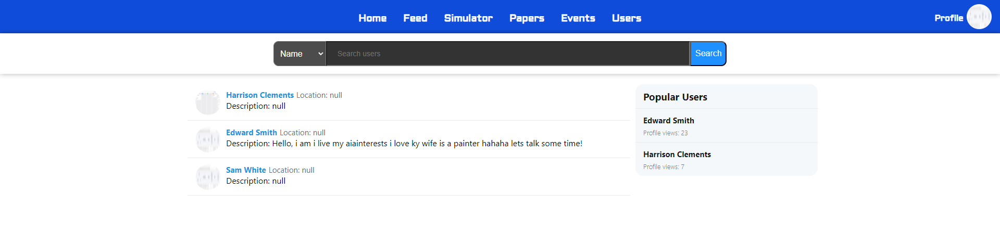 Home Feed Simulator Papers Events Users Profile
Name Search users Search
Harrison Clements Location: null
Description: null
Edward Smith Location: null
Description: Hello, i am i live my aiainterests i love ky wife is a painter hahaha lets talk some time!
Sam White Location: null
Description: null
Popular Users
Edward Smith
Profile views: 23
Harrison Clements
Profile views: 7